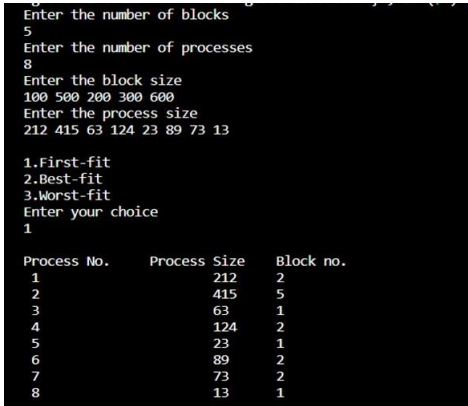 Enter the number of blocks
5
Enter the number of processes
8
Enter the block size
100 500 200 300 600
Enter the process size
212 415 63 124 23 89 73 13
1.First-fit
2.Best-fit
3.Worst-fit
Enter your choice
1
Process No. Process Size Block no.
1 212 2
2 415 5
3 63 1
4 124 2
5 23 1
6 89 2
7 73 2
8 13 1